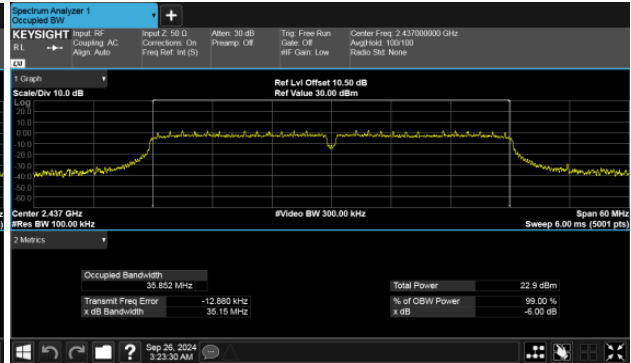 Spectrum Analyzer 1
Occupied BW
+
KEYSIGHT
RL
LXI
Input: RF
Coupling: AC
Align: Auto
Input Z: 50 Ω
Corrections: On
Freq Ref: Int (S)
Atten: 30 dB
Preamp: Off
Trig: Free Run
Gate: Off
#IF Gain: Low
Center Freq: 2.437000000 GHz
Avg|Hold: 100/100
Radio Std: None
1 Graph
Scale/Div 10.0 dB
Ref Lvl Offset 10.50 dB
Ref Value 30.00 dBm
Log
20.0
10.0
0.00
-10.0
-20.0
-30.0
-40.0
-50.0
-60.0
Center 2.437 GHz
#Res BW 100.00 kHz
#Video BW 300.00 kHz
Span 60 MHz
Sweep 6.00 ms (5001 pts)
2 Metrics
Occupied Bandwidth
35.852 MHz
Transmit Freq Error -12.880 kHz
x dB Bandwidth 35.15 MHz
Total Power 22.9 dBm
% of OBW Power 99.00 %
x dB -6.00 dB
?
Sep 26, 2024
3:23:30 AM